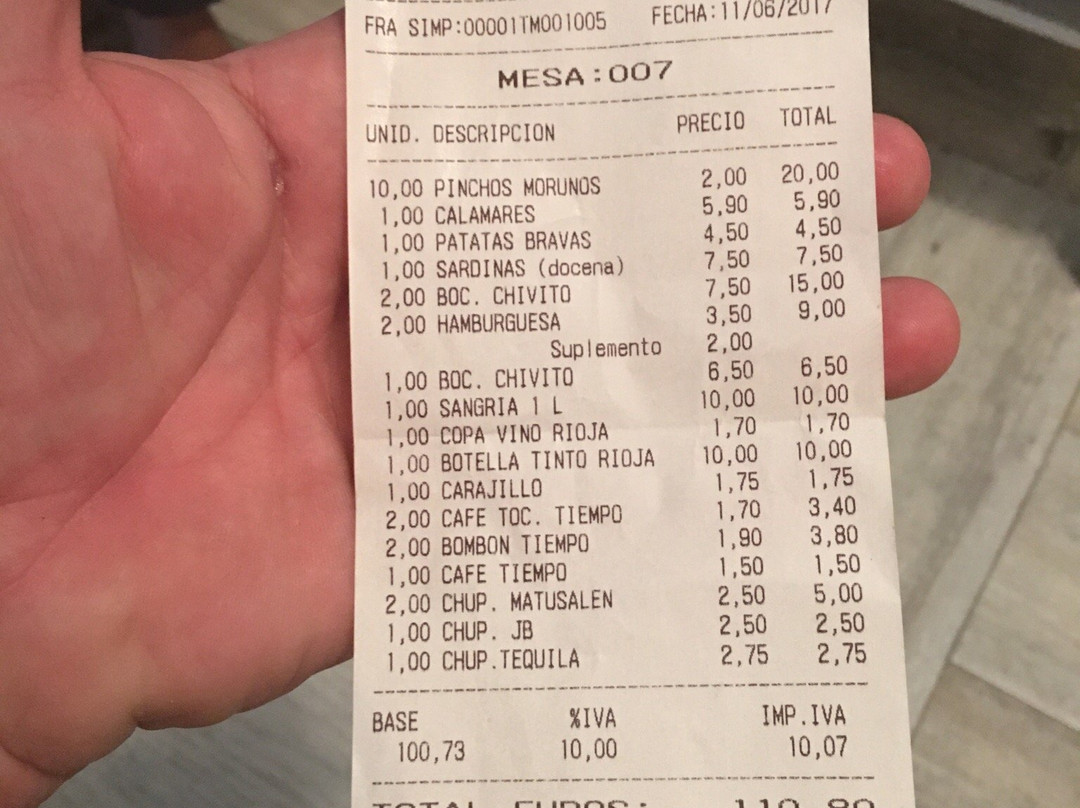 FRA SIMP:00001TM001005 FECHA:11/06/2017
MESA:007
UNID. DESCRIPCION PRECIO TOTAL
10,00 PINCHOS MORUNOS 2,00 20,00
1,00 CALAMARES 5,90 5,90
1,00 PATATAS BRAVAS 4,50 4,50
1,00 SARDINAS (docena) 7,50 7,50
2,00 BOC. CHIVITO 7,50 15,00
2,00 HAMBURGUESA 3,50 9,00
Suplemento 2,00
1,00 BOC. CHIVITO 6,50 6,50
1,00 SANGRIA 1 L 10,00 10,00
1,00 COPA VINO RIOJA 1,70 1,70
1,00 BOTELLA TINTO RIOJA 10,00 10,00
1,00 CARAJILLO 1,75 1,75
2,00 CAFE TOC. TIEMPO 1,70 3,40
2,00 BOMBON TIEMPO 1,90 3,80
1,00 CAFE TIEMPO 1,50 1,50
2,00 CHUP. MATUSALEN 2,50 5,00
1,00 CHUP. JB 2,50 2,50
1,00 CHUP.TEQUILA 2,75 2,75
BASE %IVA IMP.IVA
100,73 10,00 10,07
TOTAL EUROS: 110,80